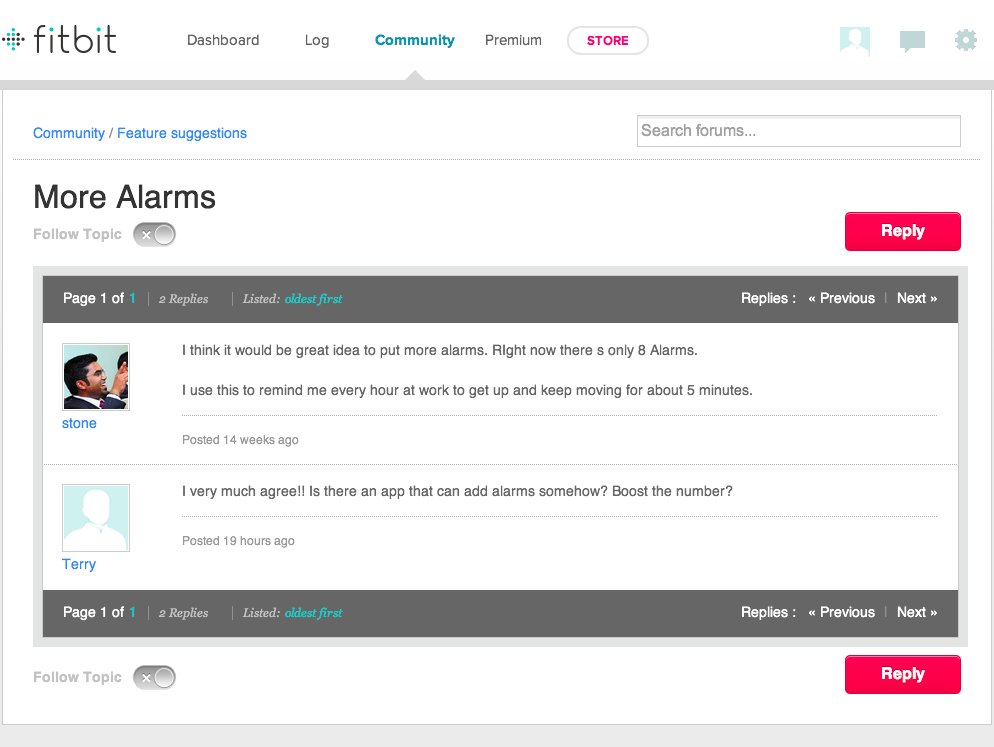 fitbit
Dashboard Log Community Premium STORE
Community / Feature suggestions
Search forums...
More Alarms
Follow Topic
Reply
Page 1 of 1 | 2 Replies | Listed: oldest first Replies : « Previous | Next »
I think it would be great idea to put more alarms. RIght now there s only 8 Alarms.
I use this to remind me every hour at work to get up and keep moving for about 5 minutes.
stone
Posted 14 weeks ago
I very much agree!! Is there an app that can add alarms somehow? Boost the number?
Posted 19 hours ago
Terry
Page 1 of 1 | 2 Replies | Listed: oldest first Replies : « Previous | Next »
Follow Topic
Reply